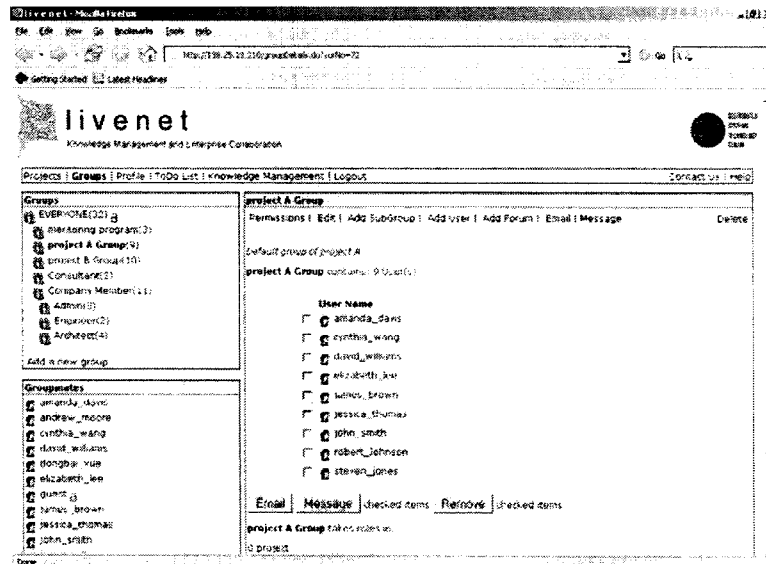 livenet - Mozilla Firefox
File Edit View Go Bookmarks Tools Help
Go
Getting Started Latest Headlines
livenet
Knowledge Management and Enterprise Collaboration
Projects | Groups | Profile | ToDo List | Knowledge Management | Logout
Contact Us | Help
Groups
EVERYONE(32)
mentoring program(3)
project A Group(9)
project B Group(10)
Consultant(2)
Company Member(11)
Admin(3)
Engineer(2)
Architect(4)
Add a new group
Groupmates
amanda_davis
andrew_moore
cynthia_wang
david_williams
dongbai_xue
elizabeth_lee
guest
james_brown
jessica_thomas
john_smith
project A Group
Permissions | Edit | Add SubGroup | Add User | Add Forum | Email | Message
Delete
Default group of project A
project A Group contains: 9 User(s)
User Name
amanda_davis
cynthia_wang
david_williams
elizabeth_lee
james_brown
jessica_thomas
john_smith
robert_johnson
steven_jones
Email Message checked items Remove checked items
project A Group takes roles in:
0 project
Done